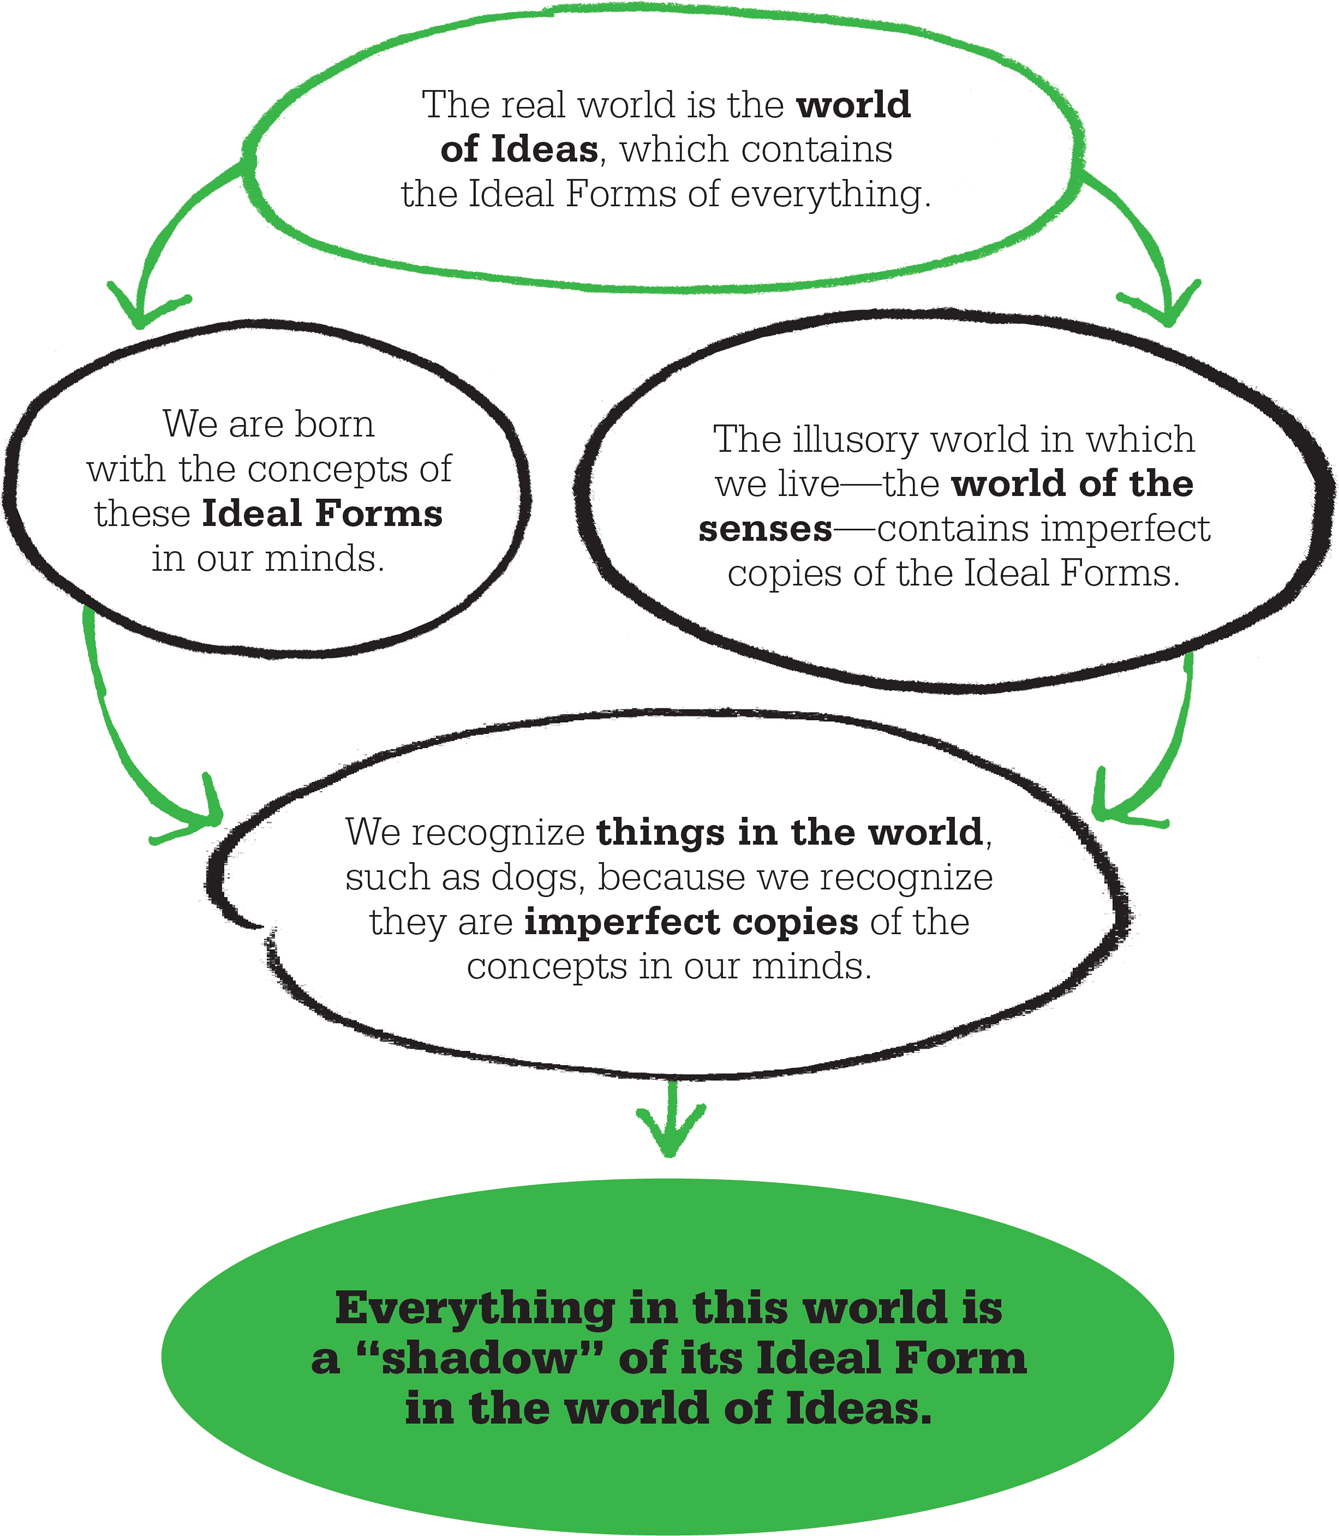 The real world is the world
of Ideas, which contains
the Ideal Forms of everything.
We are born
with the concepts of
these Ideal Forms
in our minds.
The illusory world in which
we live—the world of the
senses—contains imperfect
copies of the Ideal Forms.
We recognize things in the world,
such as dogs, because we recognize
they are imperfect copies of the
concepts in our minds.
Everything in this world is
a “shadow” of its Ideal Form
in the world of Ideas.